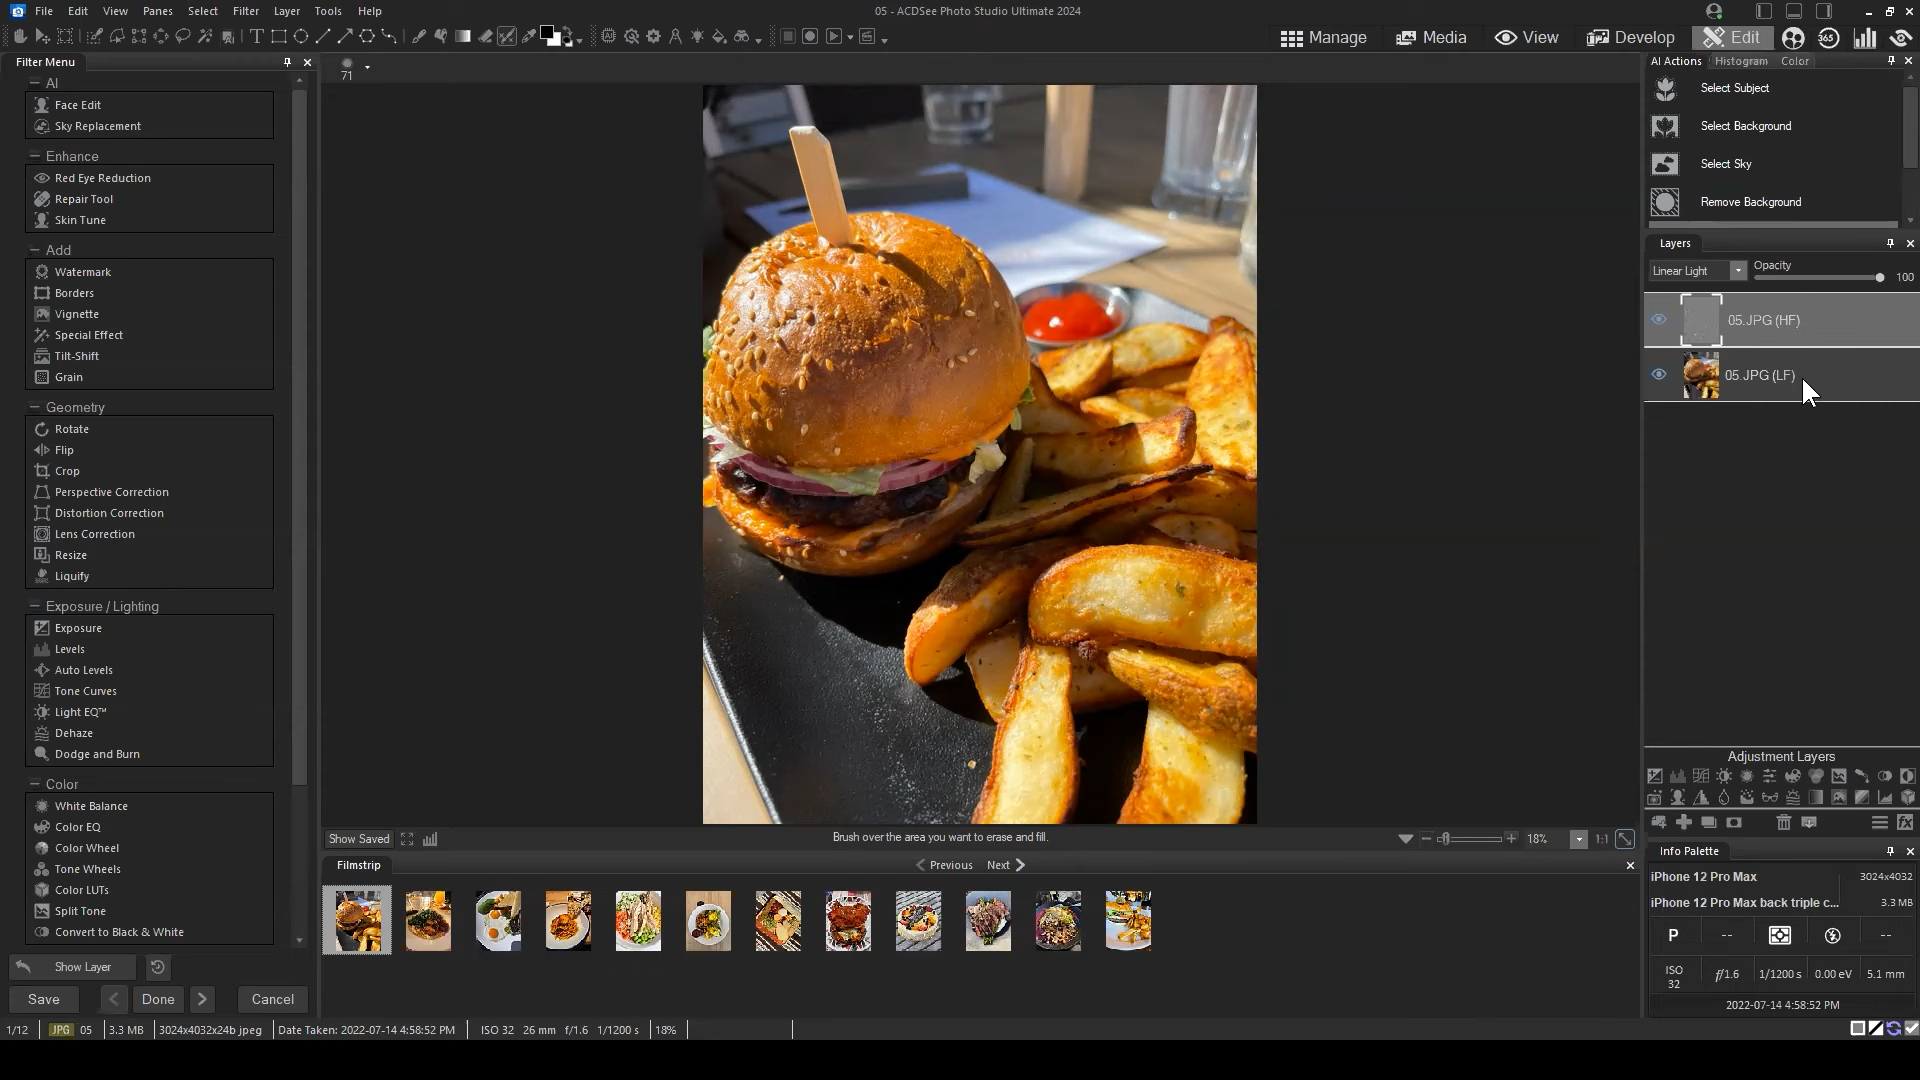 File Edit View Panes Select Filter Layer Tools Help
05 - ACDSee Photo Studio Ultimate 2024
Manage Media View Develop Edit 365
Filter Menu
AI
Face Edit
Sky Replacement
Enhance
Red Eye Reduction
Repair Tool
Skin Tune
Add
Watermark
Borders
Vignette
Special Effect
Tilt-Shift
Grain
Geometry
Rotate
Flip
Crop
Perspective Correction
Distortion Correction
Lens Correction
Resize
Liquify
Exposure / Lighting
Exposure
Levels
Auto Levels
Tone Curves
Light EQ™
Dehaze
Dodge and Burn
Color
White Balance
Color EQ
Color Wheel
Tone Wheels
Color LUTs
Split Tone
Convert to Black & White
Show Layer
Save Done Cancel
71
Show Saved
Brush over the area you want to erase and fill.
18% 1:1
Filmstrip
Previous Next
AI Actions Histogram Color
Select Subject
Select Background
Select Sky
Remove Background
Layers
Linear Light Opacity 100
05.JPG (HF)
05.JPG (LF)
Adjustment Layers
Info Palette
iPhone 12 Pro Max 3024x4032
iPhone 12 Pro Max back triple c... 3.3 MB
P -- --
ISO 32 f/1.6 1/1200 s 0.00 eV 5.1 mm
2022-07-14 4:58:52 PM
1/12 JPG 05 3.3 MB 3024x4032x24b jpeg Date Taken: 2022-07-14 4:58:52 PM ISO 32 26 mm f/1.6 1/1200 s 18%